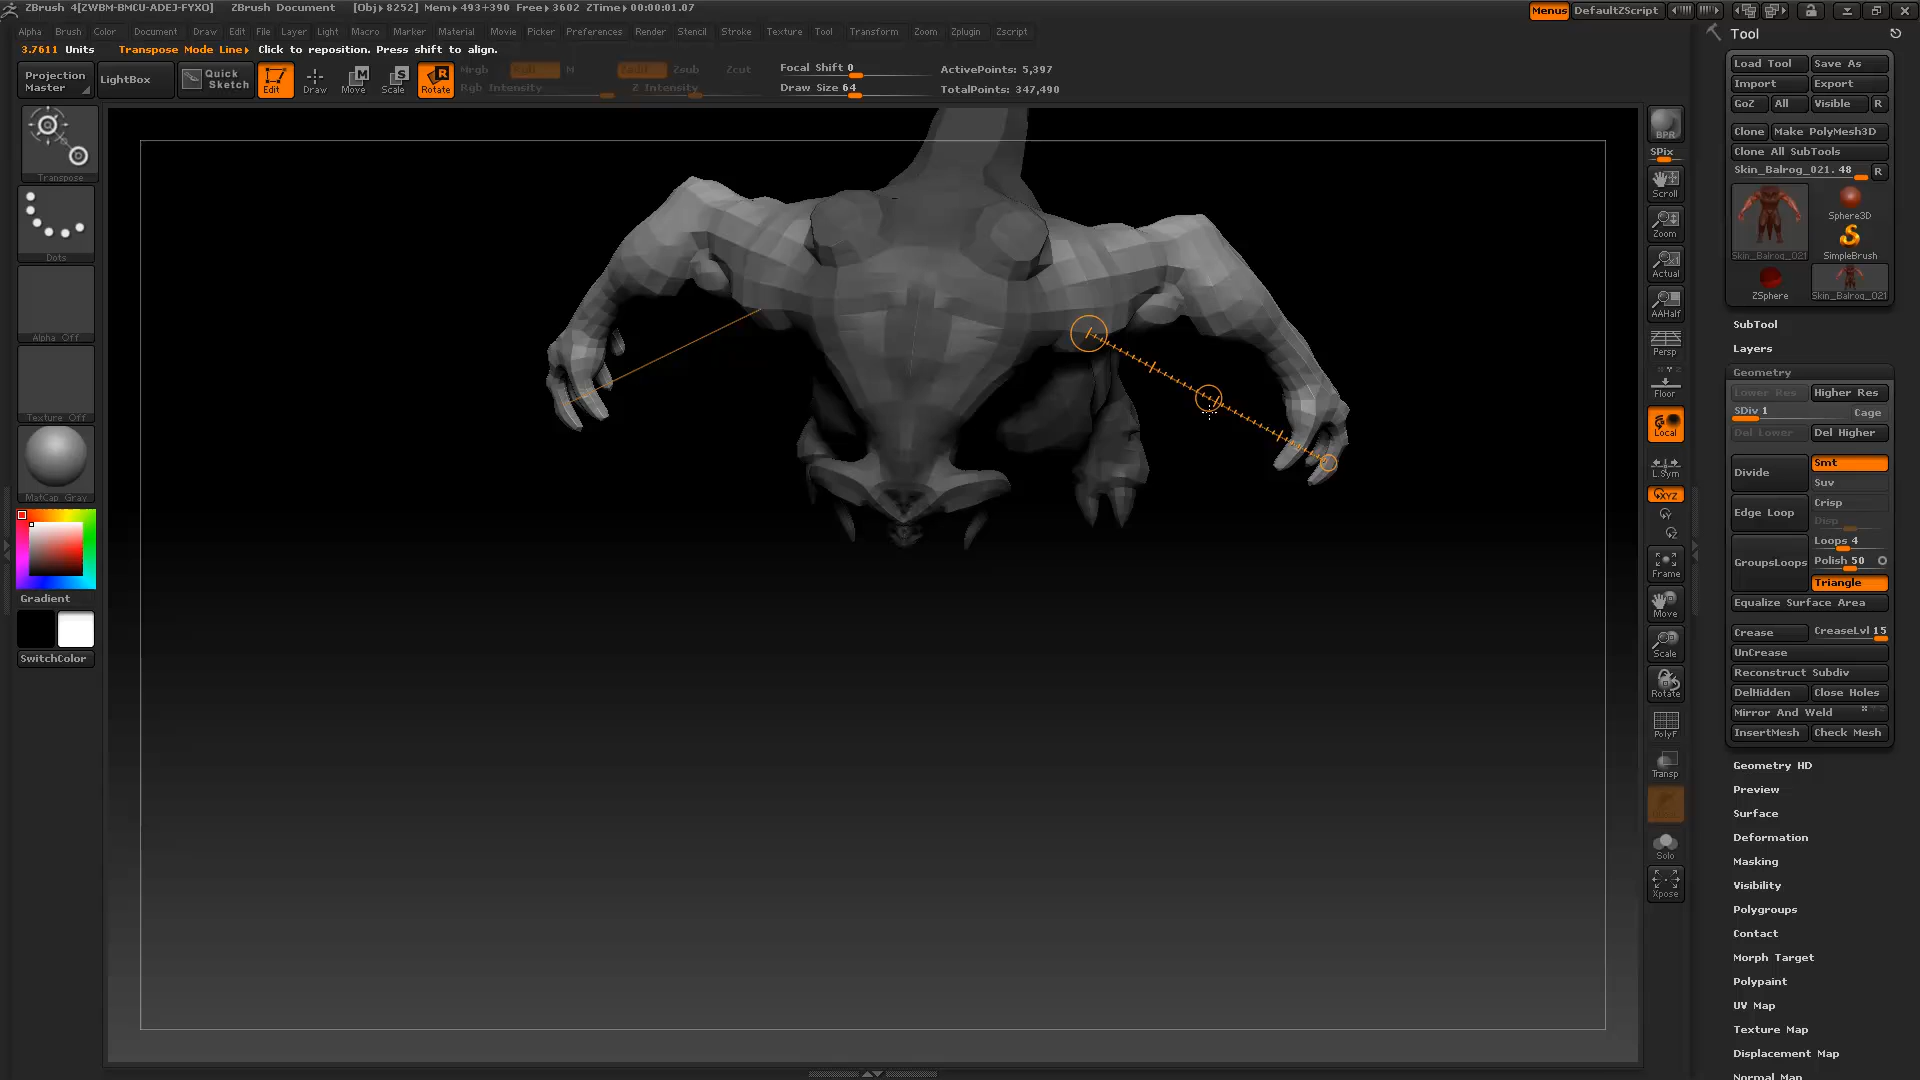 ZBrush 4[ZWBM-BMCU-ADEJ-FYXO] ZBrush Document [Obj▸8252] Mem▸493+390 Free▸3602 ZTime▸00:00:01.07 Menus DefaultZScript
Alpha Brush Color Document Draw Edit File Layer Light Macro Marker Material Movie Picker Preferences Render Stencil Stroke Texture Tool Transform Zoom Zplugin Zscript
3.7611 Units Transpose Mode Line▸ Click to reposition. Press shift to align.
Projection Master
LightBox
Quick Sketch
Edit
Draw
Move
Scale
Rotate
Mrgb
M
Rgb Intensity
Zadd
Zsub
Zcut
Z Intensity
Focal Shift 0
Draw Size 64
ActivePoints: 5,397
TotalPoints: 347,490
Transpose
Dots
Alpha Off
Texture Off
MatCap Gray
Gradient
SwitchColor
BPR
SPix
Scroll
Zoom
Actual
AAHalf
Persp
Floor
Local
L.Sym
XYZ
Y
Z
Frame
Move
Scale
Rotate
PolyF
Transp
Solo
Xpose
Tool
Load Tool Save As
Import Export
GoZ All Visible R
Clone Make PolyMesh3D
Clone All SubTools
Skin_Balrog_021. 48 R
Skin_Balrog_021
Sphere3D
SimpleBrush
ZSphere
Skin_Balrog_021
SubTool
Layers
Geometry
Lower Res Higher Res
SDiv 1 Cage
Del Lower Del Higher
Divide
Smt
Suv
Edge Loop
Crisp
Disp
GroupsLoops
Loops 4
Polish 50
Triangle
Equalize Surface Area
Crease CreaseLvl 15
UnCrease
Reconstruct Subdiv
DelHidden Close Holes
Mirror And Weld
InsertMesh Check Mesh
Geometry HD
Preview
Surface
Deformation
Masking
Visibility
Polygroups
Contact
Morph Target
Polypaint
UV Map
Texture Map
Displacement Map
Normal Map